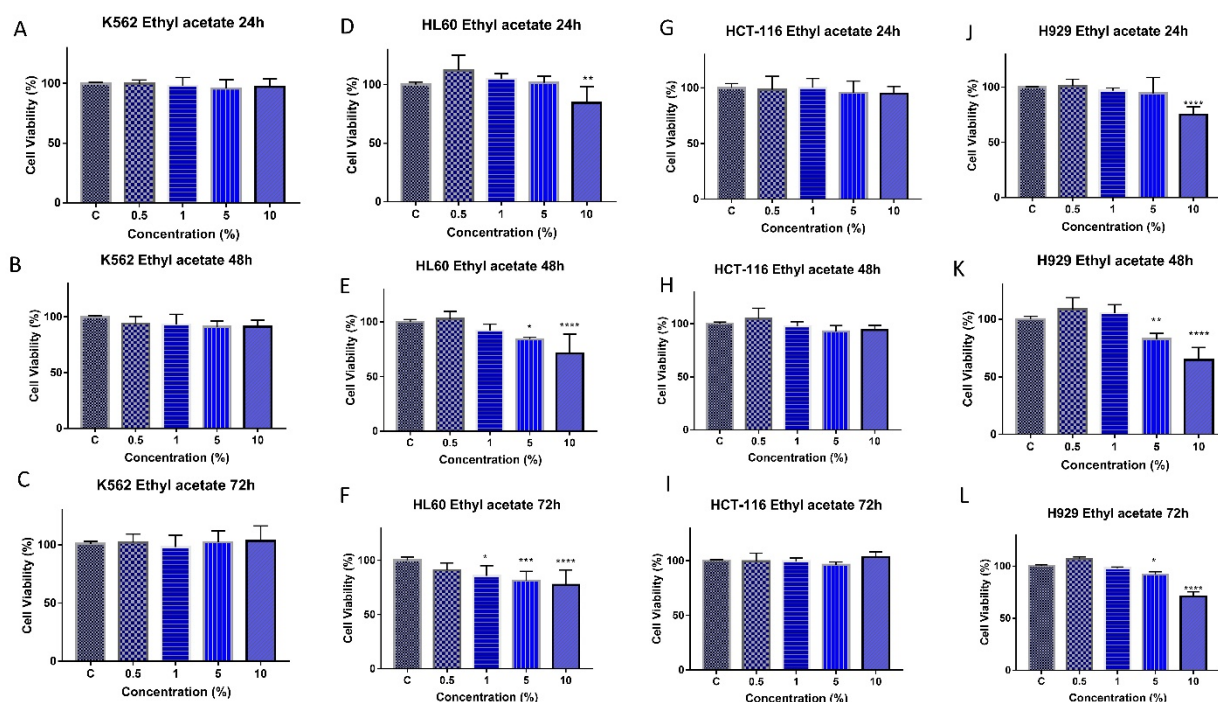 A
K562 Ethyl acetate 24h
Cell Viability (%)
100
50
0
C 0.5 1 5 10
Concentration (%)
B
K562 Ethyl acetate 48h
Cell Viability (%)
100
50
0
C 0.5 1 5 10
Concentration (%)
C
K562 Ethyl acetate 72h
Cell Viability (%)
100
50
0
C 0.5 1 5 10
Concentration (%)
D
HL60 Ethyl acetate 24h
Cell Viability (%)
100
50
0
**
C 0.5 1 5 10
Concentration (%)
E
HL60 Ethyl acetate 48h
Cell Viability (%)
100
50
0
* ****
C 0.5 1 5 10
Concentration (%)
F
HL60 Ethyl acetate 72h
Cell Viability (%)
100
50
0
* *** ****
C 0.5 1 5 10
Concentration (%)
G
HCT-116 Ethyl acetate 24h
Cell Viability (%)
100
50
0
C 0.5 1 5 10
Concentration (%)
H
HCT-116 Ethyl acetate 48h
Cell Viability (%)
100
50
0
C 0.5 1 5 10
Concentration (%)
I
HCT-116 Ethyl acetate 72h
Cell Viability (%)
100
50
0
C 0.5 1 5 10
Concentration (%)
J
H929 Ethyl acetate 24h
Cell Viability (%)
100
50
0
****
C 0.5 1 5 10
Concentration (%)
K
H929 Ethyl acetate 48h
Cell Viability (%)
100
50
0
** ****
C 0.5 1 5 10
Concentration (%)
L
H929 Ethyl acetate 72h
Cell Viability (%)
100
50
0
* ****
C 0.5 1 5 10
Concentration (%)